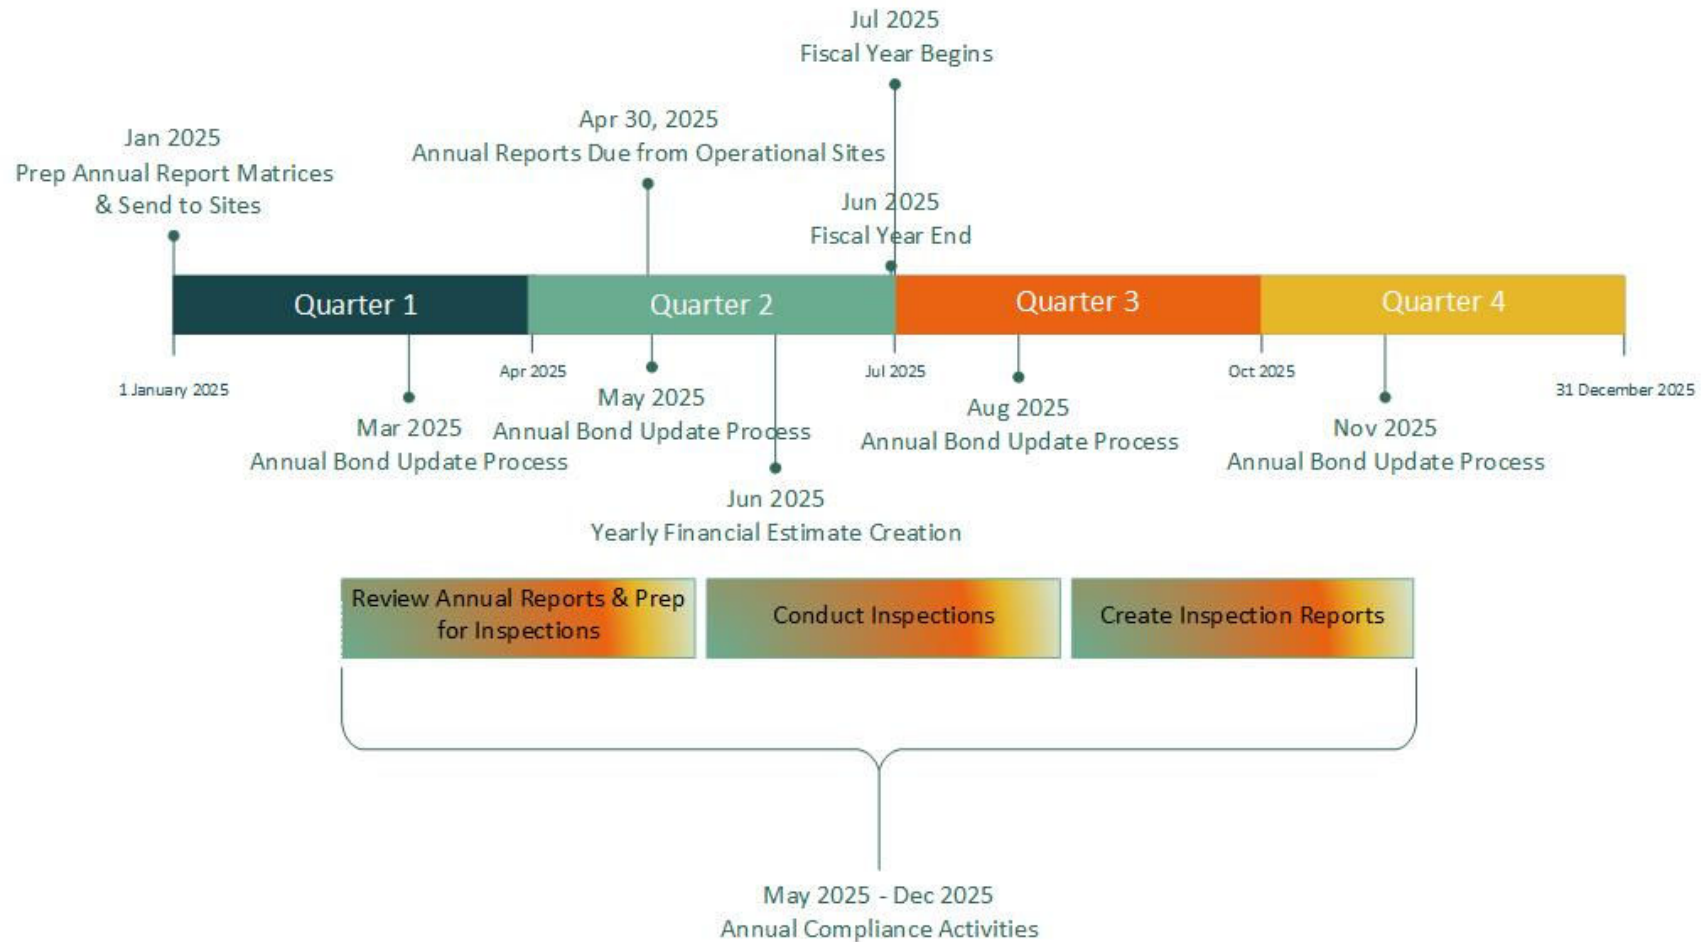 Jul 2025
Fiscal Year Begins
Apr 30, 2025
Annual Reports Due from Operational Sites
Jan 2025
Prep Annual Report Matrices
& Send to Sites
Jun 2025
Fiscal Year End
Quarter 1
Quarter 2
Quarter 3
Quarter 4
1 January 2025
Apr 2025
Jul 2025
Oct 2025
31 December 2025
Mar 2025
Annual Bond Update Process
May 2025
Annual Bond Update Process
Jun 2025
Yearly Financial Estimate Creation
Aug 2025
Annual Bond Update Process
Nov 2025
Annual Bond Update Process
Review Annual Reports & Prep
for Inspections
Conduct Inspections
Create Inspection Reports
May 2025 - Dec 2025
Annual Compliance Activities